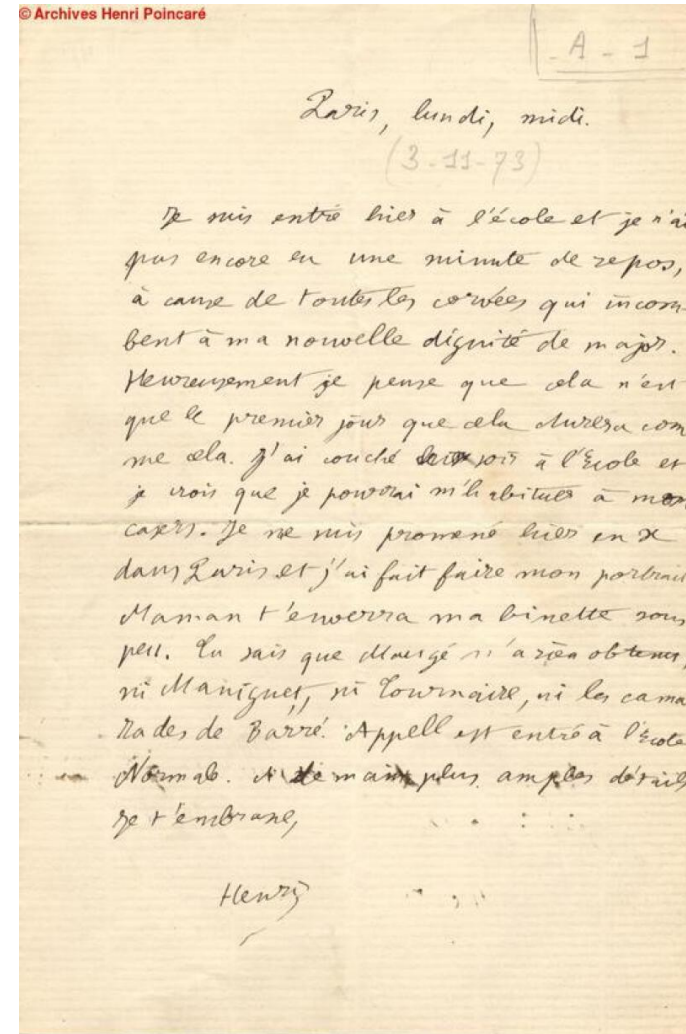 © Archives Henri Poincaré
A - 1
Paris, lundi, midi.
(3-11-73)
Je suis entré hier à l'école et je n'ai
pas encore eu une minute de repos,
à cause de toutes les corvées qui incom-
bent à ma nouvelle dignité de major.
Heureusement je pense que cela n'est
que le premier jour que cela durera com
me cela. J'ai couché soir à l'École et
je crois que je pourrai m'habituer à mon
casert. Je me suis promené hier en X
dans Paris et j'ai fait faire mon portrait
Maman t'enverra ma binette sous
peu. Tu sais que Maugé n'a rien obtenu,
ni Maniguet, ni Tournaire, ni les cama
rades de Barré. Appell est entré à l'École
Normale. A demain plus amples détails
Je t'embrasse,
Henri